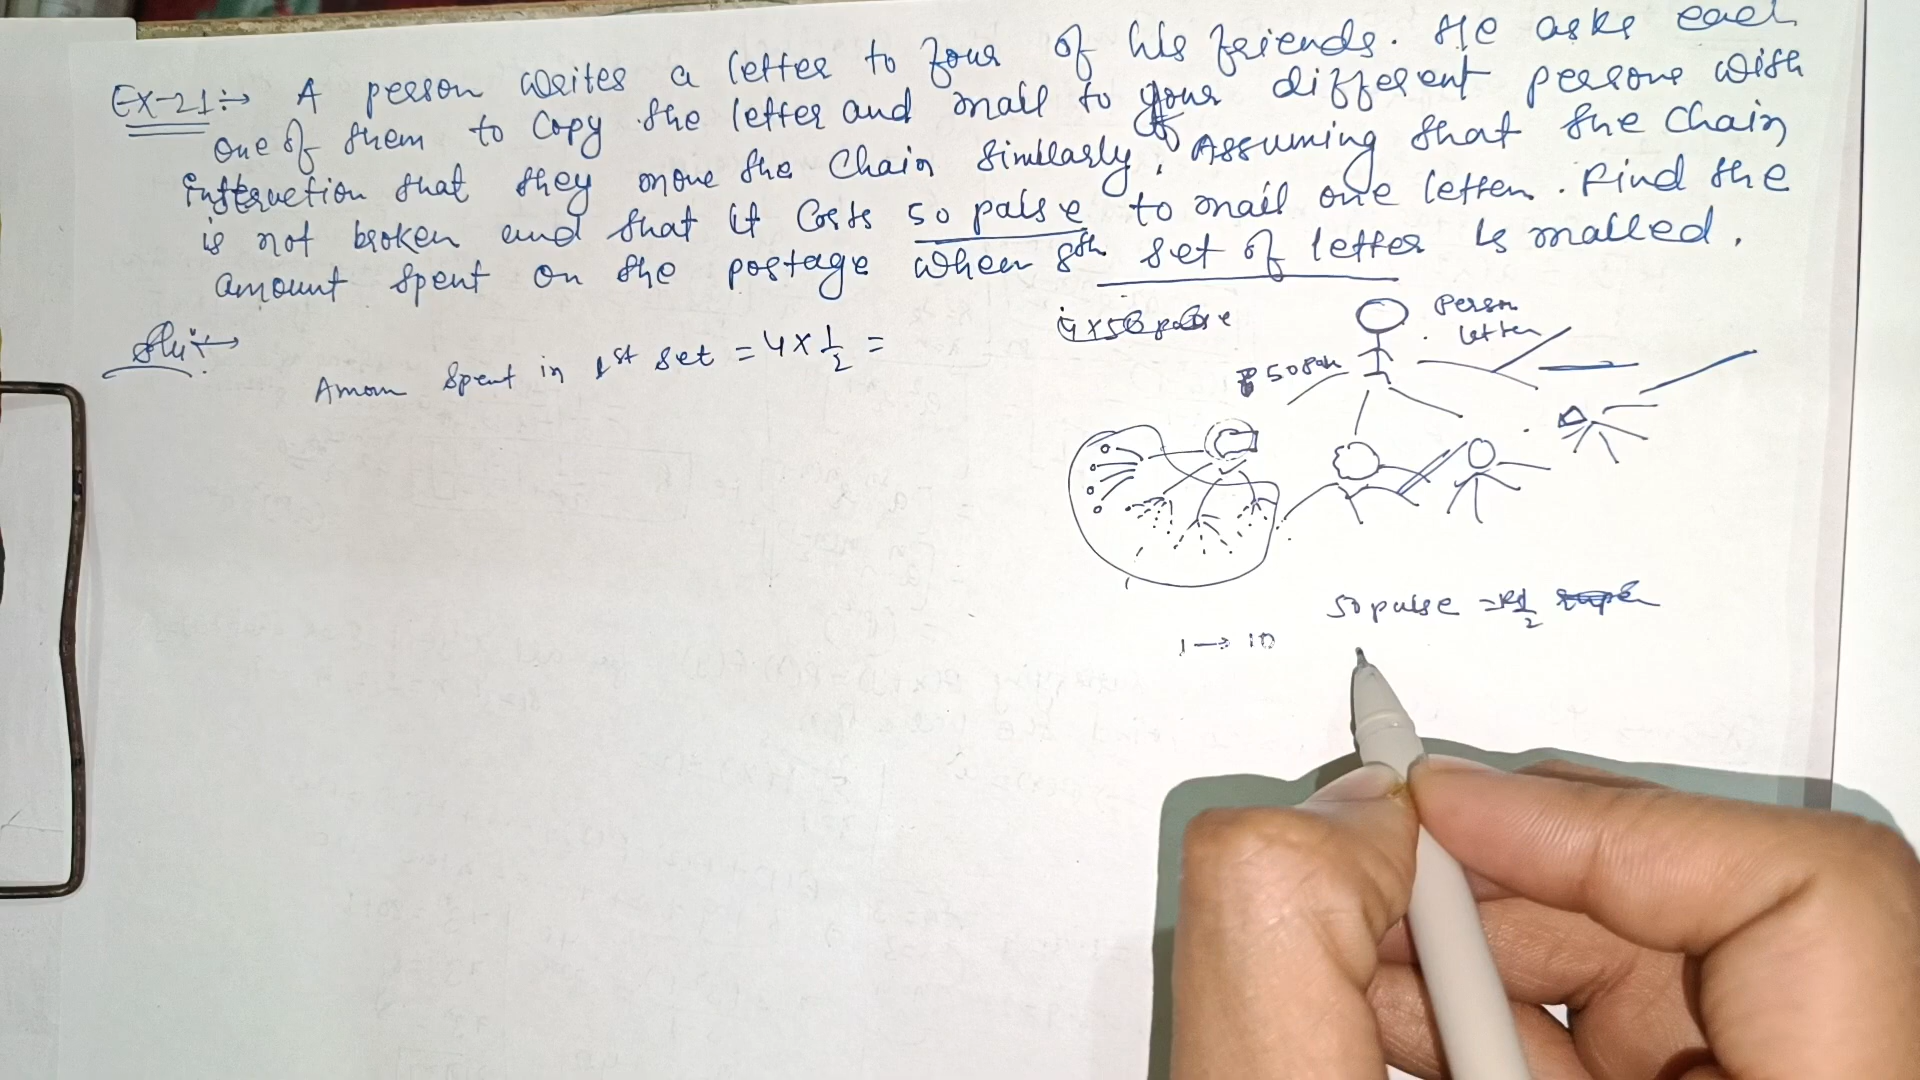 Ex-21:→ A person writes a letter to four of his friends. He asks each
one of them to copy the letter and mail to four different persons with
instruction that they move the chain similarly. Assuming that the chain
is not broken and that it costs 50 paise to mail one letter. Find the
amount spent on the postage when 8th set of letter is mailed.
Amoun spent in 1st set = 4 × 1/2 =
4×50 paise
Person
letter
50
50 paise = 1/2
1 → 10